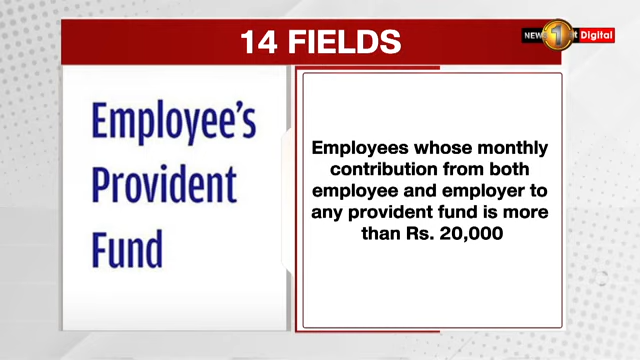 14 FIELDS
NEWS 1st Digital
Employee's
Provident
Fund
Employees whose monthly
contribution from both
employee and employer to
any provident fund is more
than Rs. 20,000